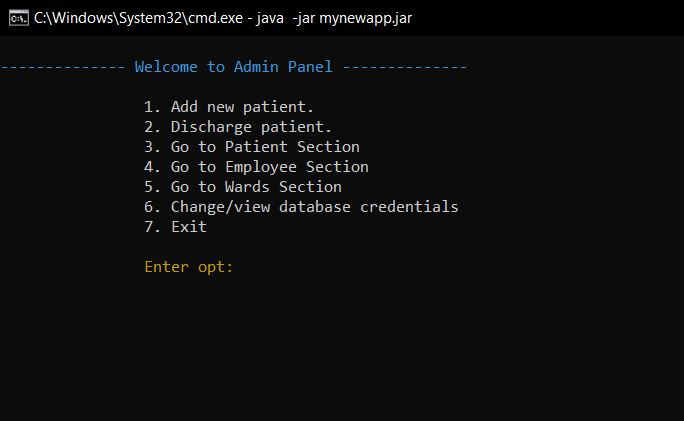 C:\Windows\System32\cmd.exe - java  -jar mynewapp.jar
-------------- Welcome to Admin Panel --------------
1. Add new patient.
2. Discharge patient.
3. Go to Patient Section
4. Go to Employee Section
5. Go to Wards Section
6. Change/view database credentials
7. Exit
Enter opt: